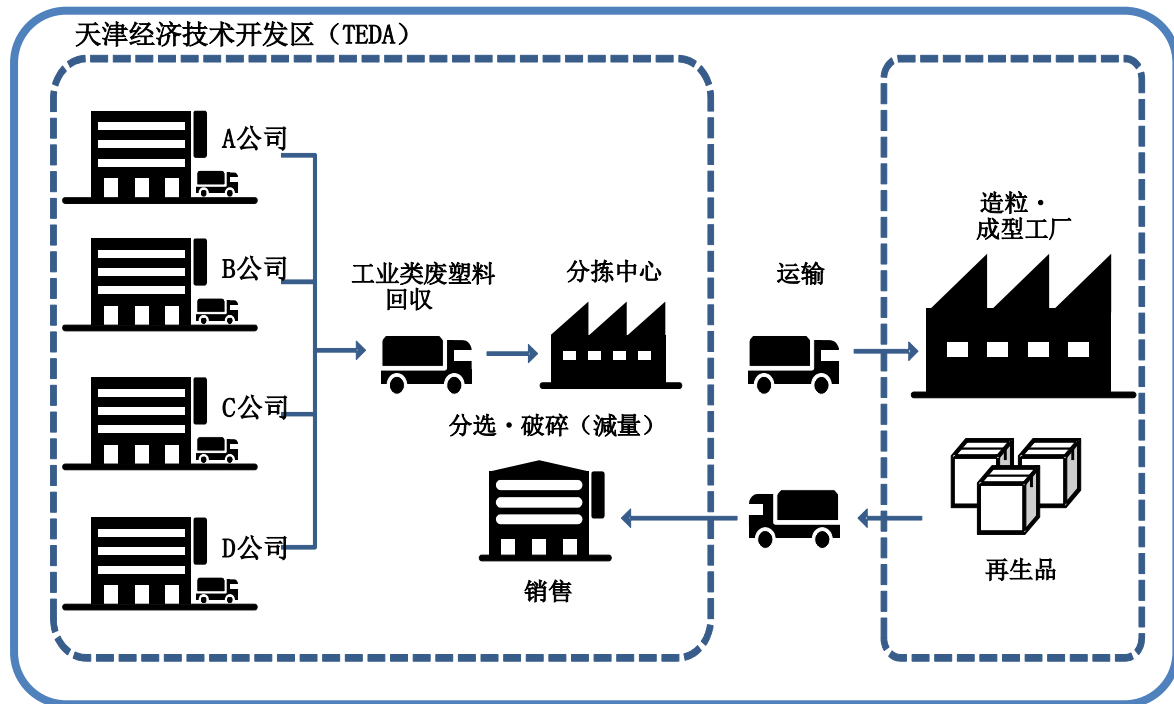 天津经济技术开发区（TEDA）
A公司
B公司
C公司
D公司
工业类废塑料
回收
分拣中心
分选·破碎（減量）
运输
造粒·
成型工厂
再生品
销售